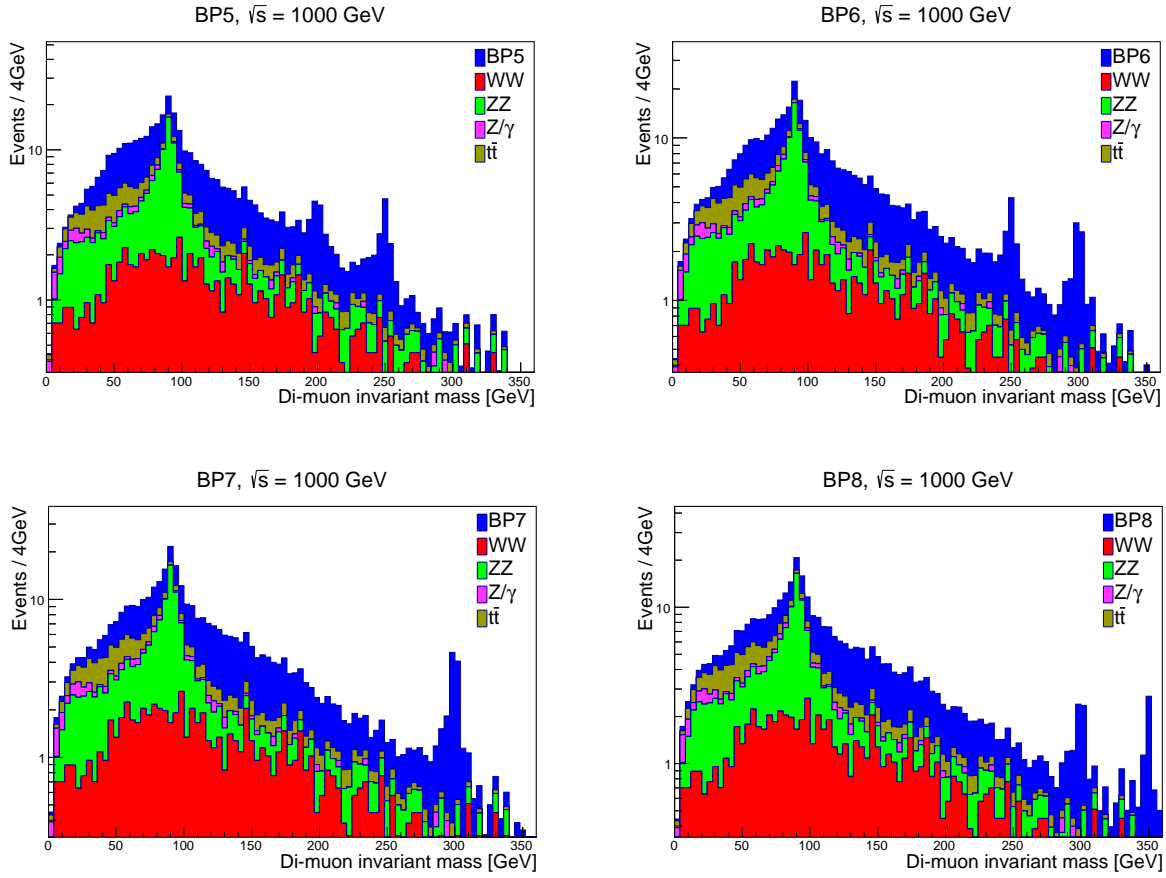 BP5, √s = 1000 GeV
Events / 4GeV
10
1
BP5
WW
ZZ
Z/γ
tt̄
0 50 100 150 200 250 300 350
Di-muon invariant mass [GeV]
BP6, √s = 1000 GeV
Events / 4GeV
10
1
BP6
WW
ZZ
Z/γ
tt̄
0 50 100 150 200 250 300 350
Di-muon invariant mass [GeV]
BP7, √s = 1000 GeV
Events / 4GeV
10
1
BP7
WW
ZZ
Z/γ
tt̄
0 50 100 150 200 250 300 350
Di-muon invariant mass [GeV]
BP8, √s = 1000 GeV
Events / 4GeV
10
1
BP8
WW
ZZ
Z/γ
tt̄
0 50 100 150 200 250 300 350
Di-muon invariant mass [GeV]